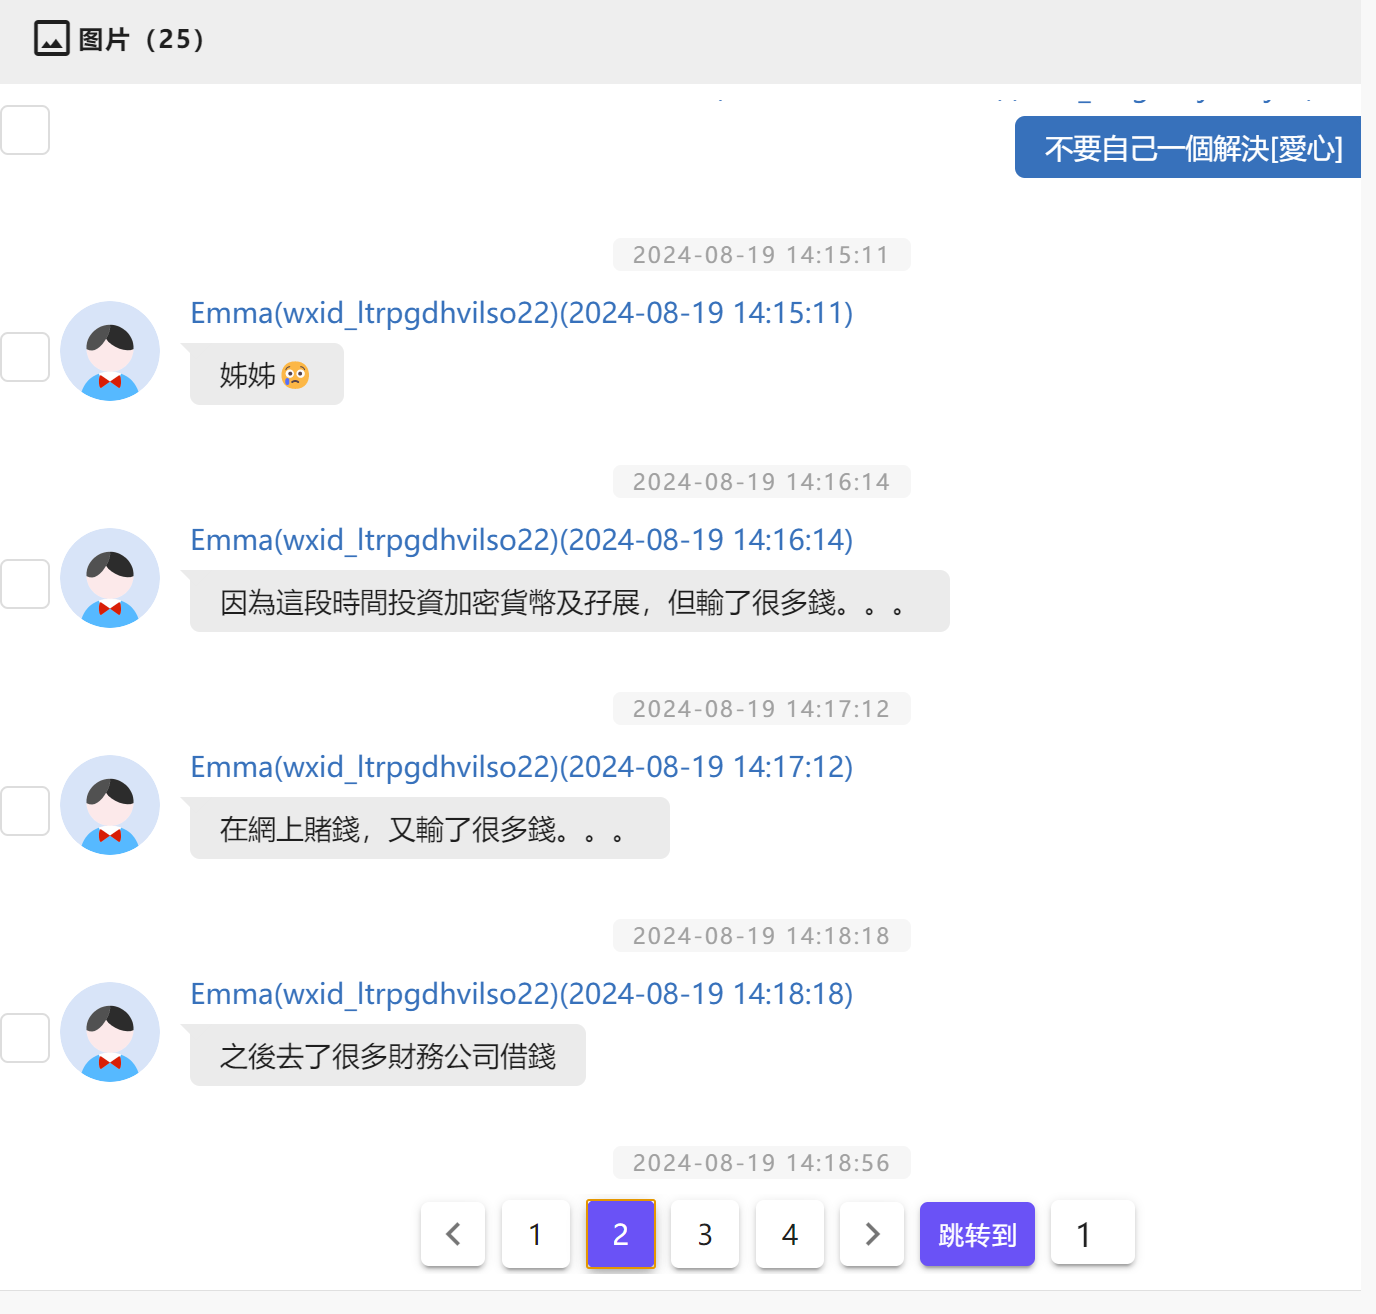 图片（25）
不要自己一個解決[愛心]
2024-08-19 14:15:11
Emma(wxid_ltrpgdhvilso22)(2024-08-19 14:15:11)
姊姊😢
2024-08-19 14:16:14
Emma(wxid_ltrpgdhvilso22)(2024-08-19 14:16:14)
因為這段時間投資加密貨幣及孖展，但輸了很多錢。。。
2024-08-19 14:17:12
Emma(wxid_ltrpgdhvilso22)(2024-08-19 14:17:12)
在網上賭錢，又輸了很多錢。。。
2024-08-19 14:18:18
Emma(wxid_ltrpgdhvilso22)(2024-08-19 14:18:18)
之後去了很多財務公司借錢
2024-08-19 14:18:56
1 2 3 4 跳转到 1